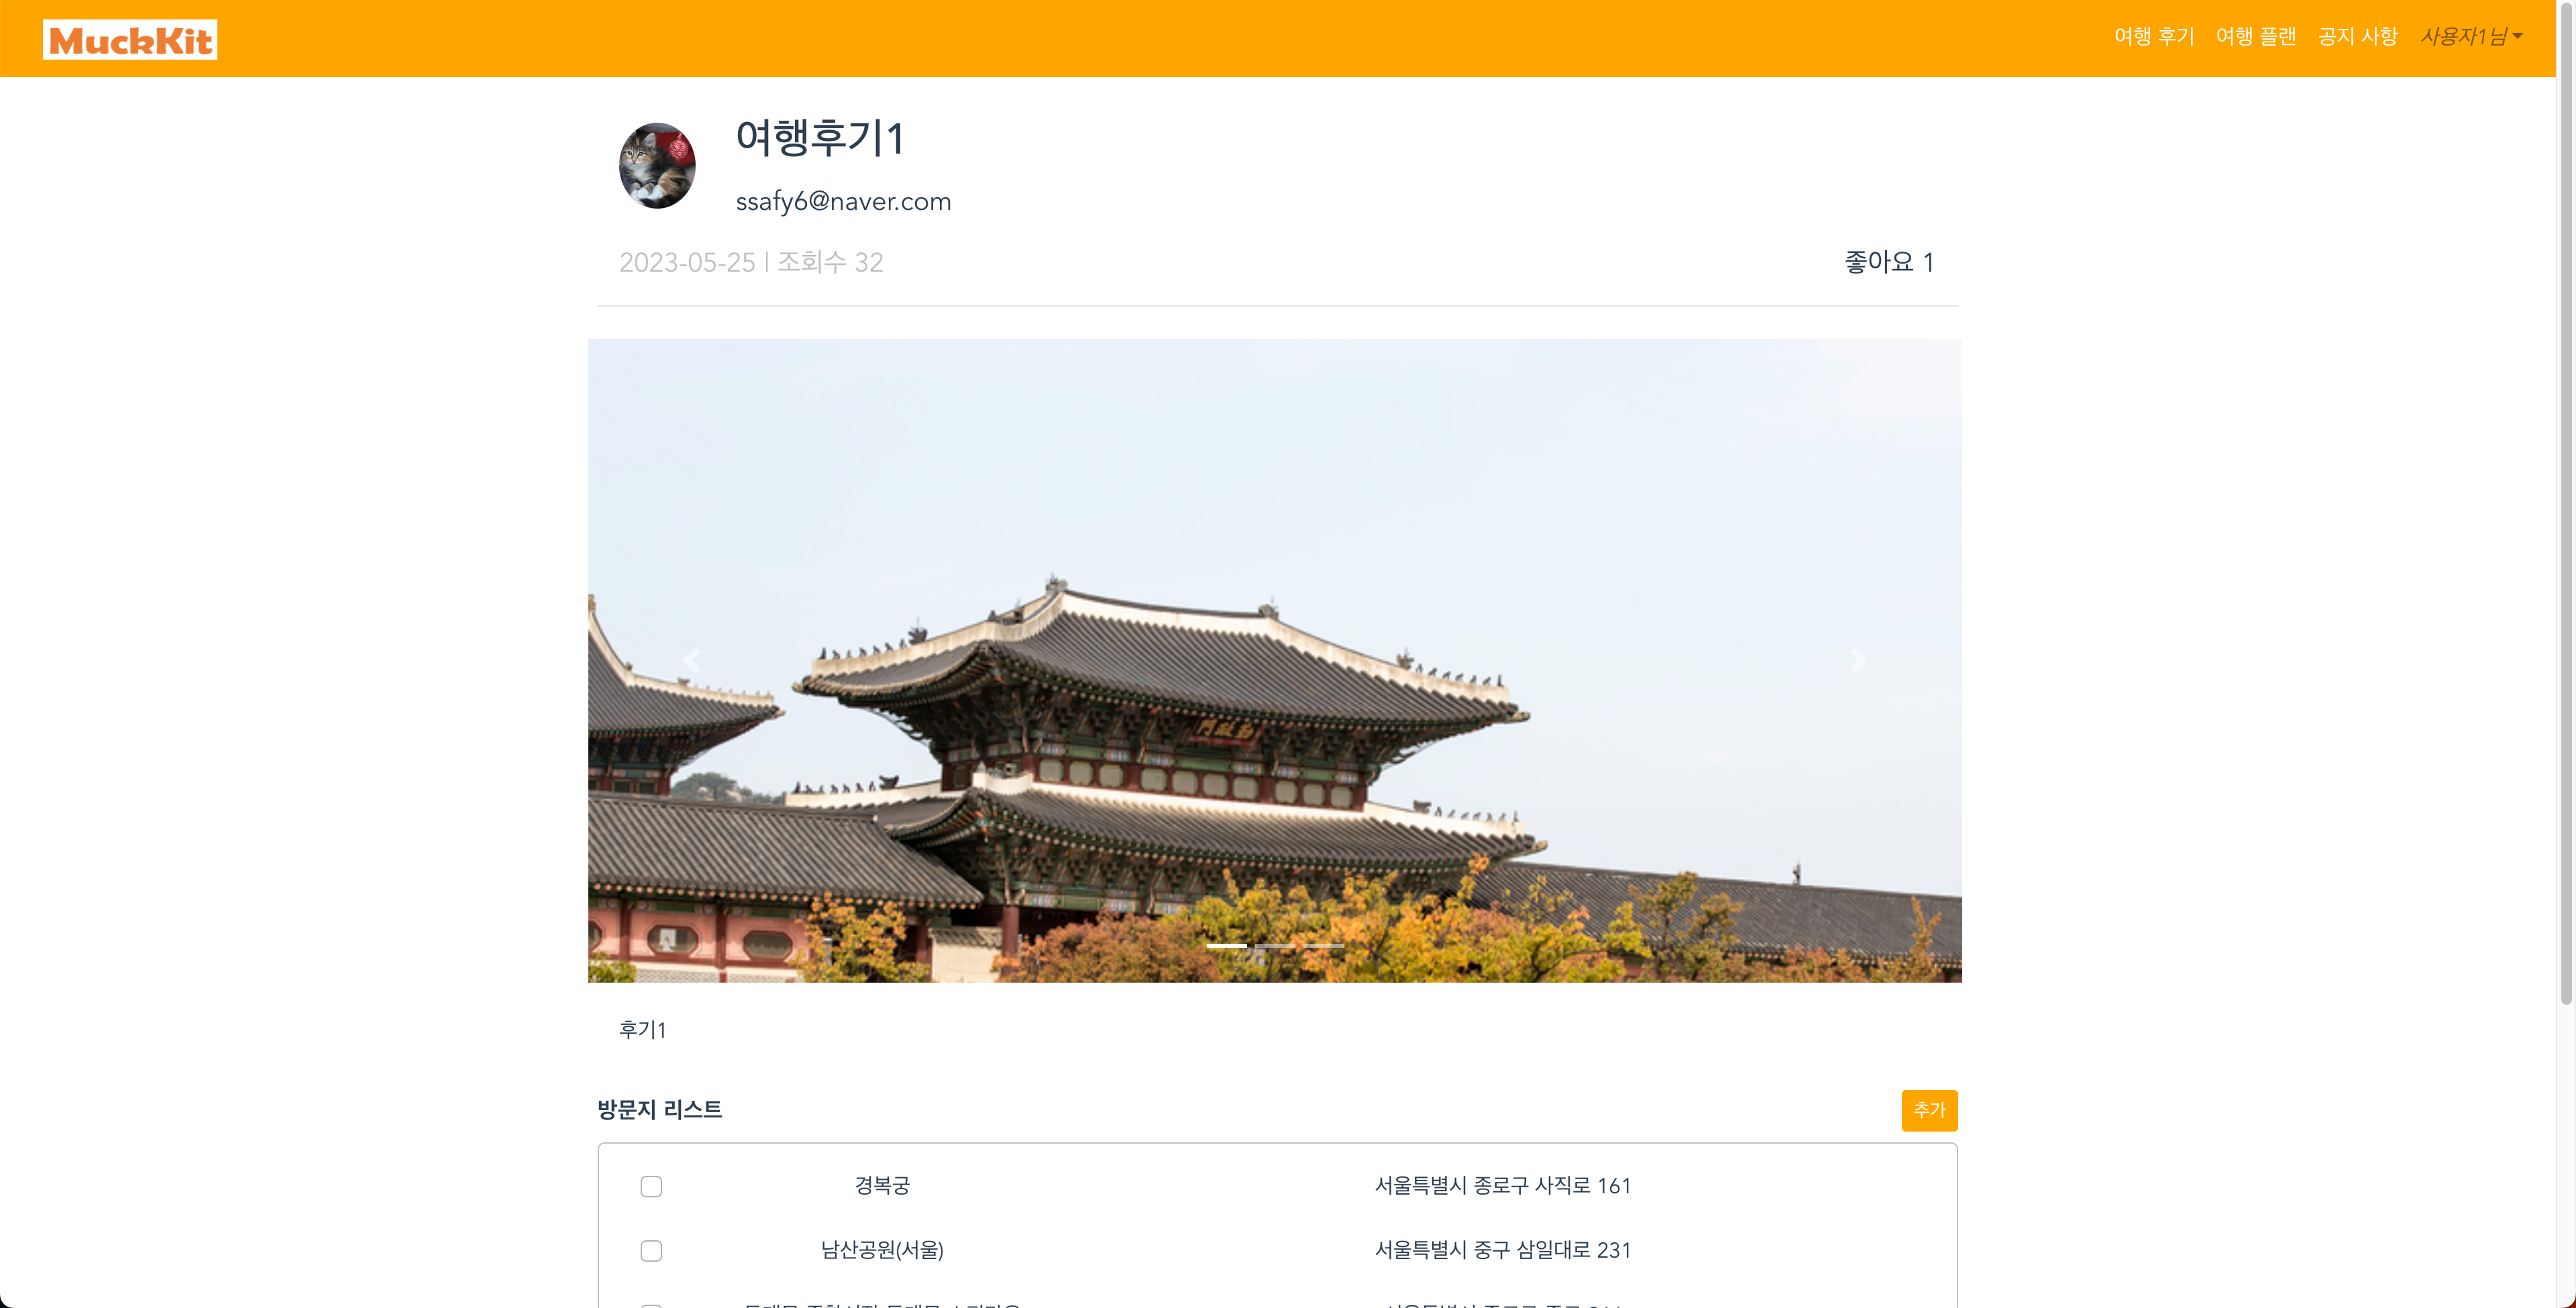 MuckKit
여행 후기 여행 플랜 공지 사항 사용자1님
여행후기1
ssafy6@naver.com
2023-05-25 | 조회수 32
좋아요 1
門政勤
후기1
방문지 리스트
추가
경복궁 서울특별시 종로구 사직로 161
남산공원(서울) 서울특별시 중구 삼일대로 231